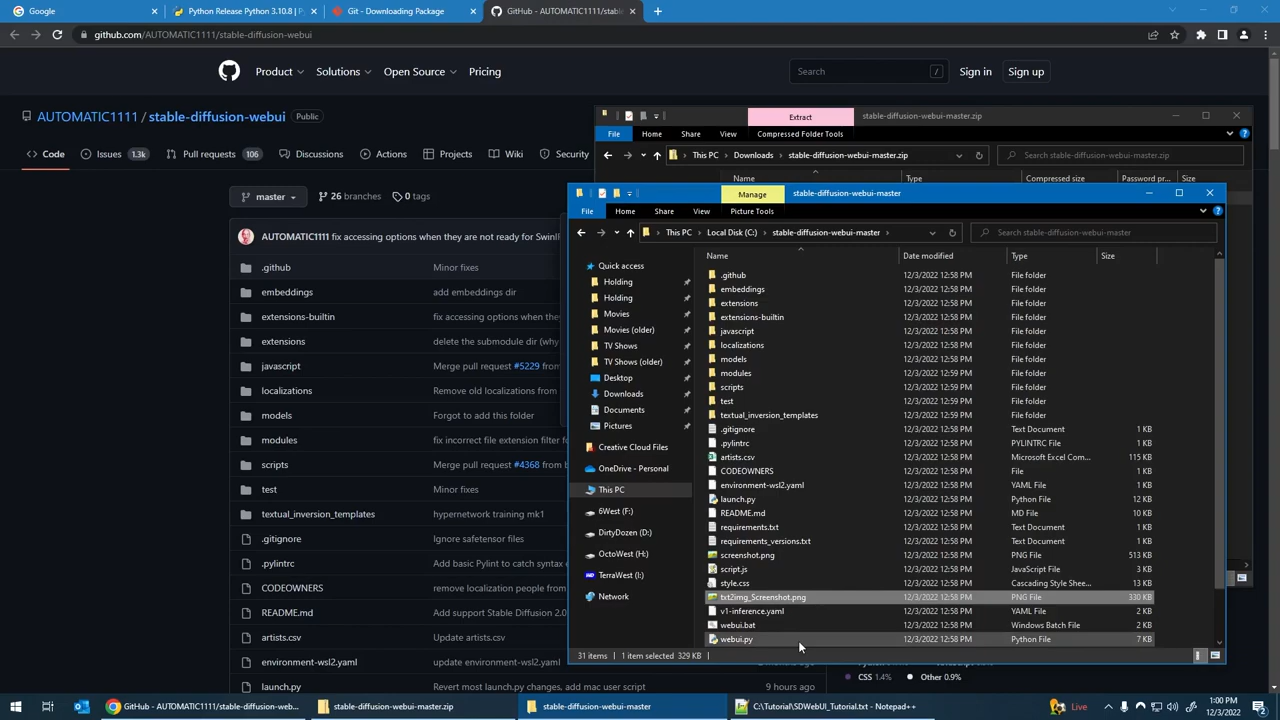 Google
Python Release Python 3.10.8 |
Git - Downloading Package
GitHub - AUTOMATIC1111/stable-
github.com/AUTOMATIC1111/stable-diffusion-webui
Product
Solutions
Open Source
Pricing
Search
/
Sign in
Sign up
AUTOMATIC1111 / stable-diffusion-webui
Public
Code
Issues 1.3k
Pull requests 106
Discussions
Actions
Projects
Wiki
Security
master
26 branches
0 tags
AUTOMATIC1111 fix accessing options when they are not ready for SwinIR
.github Minor fixes
embeddings add embeddings dir
extensions-builtin fix accessing options when they
extensions delete the submodule dir (why
javascript Merge pull request #5229 from
localizations Remove old localizations from
models Forgot to add this folder
modules fix incorrect file extension filter fo
scripts Merge pull request #4368 from b
test Minor fixes
textual_inversion_templates hypernetwork training mk1
.gitignore Ignore safetensor files
.pylintrc Add basic Pylint to catch syntax e
CODEOWNERS remove localization people from
README.md Add support Stable Diffusion 2.0
artists.csv Update artists.csv
environment-wsl2.yaml update environment-wsl2.yaml
launch.py Revert most launch.py changes, add mac user script 9 hours ago
CSS 1.4%
Other 0.9%
Extract
stable-diffusion-webui-master.zip
File
Home
Share
View
Compressed Folder Tools
This PC
Downloads
stable-diffusion-webui-master.zip
Search stable-diffusion-webui-master.zip
Name
Type
Compressed size
Password pr...
Size
Manage
stable-diffusion-webui-master
File
Home
Share
View
Picture Tools
This PC
Local Disk (C:)
stable-diffusion-webui-master
Search stable-diffusion-webui-master
Quick access
Holding
Holding
Movies
Movies (older)
TV Shows
TV Shows (older)
Desktop
Downloads
Documents
Pictures
Creative Cloud Files
OneDrive - Personal
This PC
6West (F:)
DirtyDozen (D:)
OctoWest (H:)
TerraWest (I:)
Network
Name Date modified Type Size
.github 12/3/2022 12:58 PM File folder
embeddings 12/3/2022 12:58 PM File folder
extensions 12/3/2022 12:58 PM File folder
extensions-builtin 12/3/2022 12:58 PM File folder
javascript 12/3/2022 12:58 PM File folder
localizations 12/3/2022 12:58 PM File folder
models 12/3/2022 12:58 PM File folder
modules 12/3/2022 12:58 PM File folder
scripts 12/3/2022 12:59 PM File folder
test 12/3/2022 12:59 PM File folder
textual_inversion_templates 12/3/2022 12:59 PM File folder
.gitignore 12/3/2022 12:58 PM Text Document 1 KB
.pylintrc 12/3/2022 12:58 PM PYLINTRC File 1 KB
artists.csv 12/3/2022 12:58 PM Microsoft Excel Com... 115 KB
CODEOWNERS 12/3/2022 12:58 PM File 1 KB
environment-wsl2.yaml 12/3/2022 12:58 PM YAML File 1 KB
launch.py 12/3/2022 12:58 PM Python File 12 KB
README.md 12/3/2022 12:58 PM MD File 10 KB
requirements.txt 12/3/2022 12:58 PM Text Document 1 KB
requirements_versions.txt 12/3/2022 12:58 PM Text Document 1 KB
screenshot.png 12/3/2022 12:58 PM PNG File 513 KB
script.js 12/3/2022 12:58 PM JavaScript File 3 KB
style.css 12/3/2022 12:58 PM Cascading Style Shee... 13 KB
txt2img_Screenshot.png 12/3/2022 12:58 PM PNG File 330 KB
v1-inference.yaml 12/3/2022 12:58 PM YAML File 2 KB
webui.bat 12/3/2022 12:58 PM Windows Batch File 2 KB
webui.py 12/3/2022 12:58 PM Python File 7 KB
31 items
1 item selected 329 KB
GitHub - AUTOMATIC1111/stable-diffusion-web...
stable-diffusion-webui-master.zip
stable-diffusion-webui-master
C:\Tutorial\SDWebUI_Tutorial.txt - Notepad++
Live
1:00 PM
12/3/2022
2